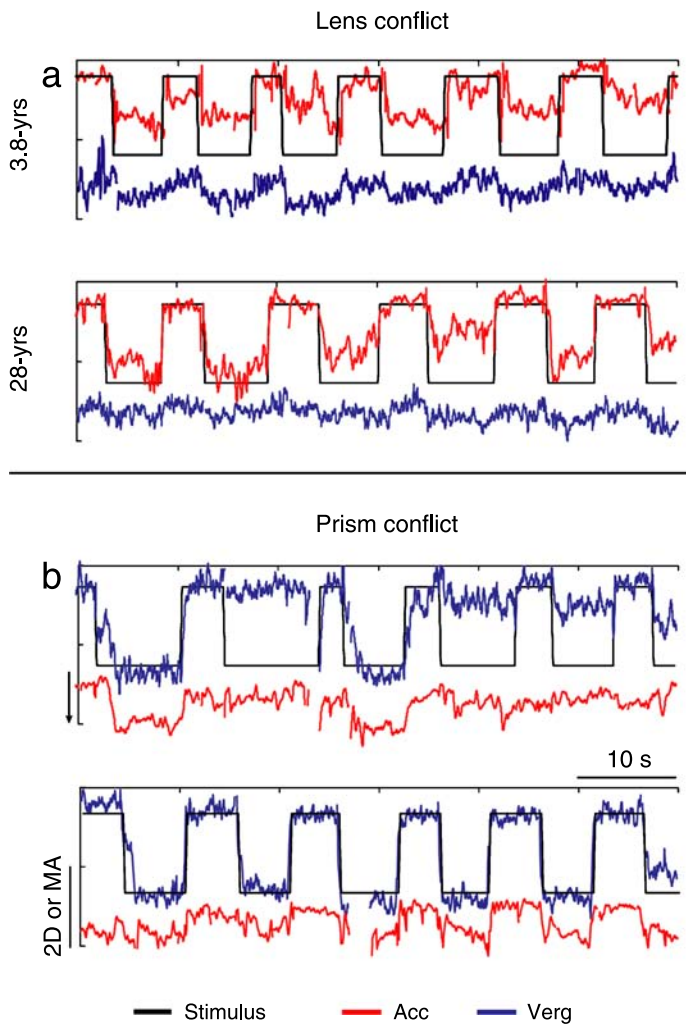 Lens conflict
a
3.8-yrs
28-yrs
Prism conflict
b
10 s
2D or MA
Stimulus
Acc
Verg